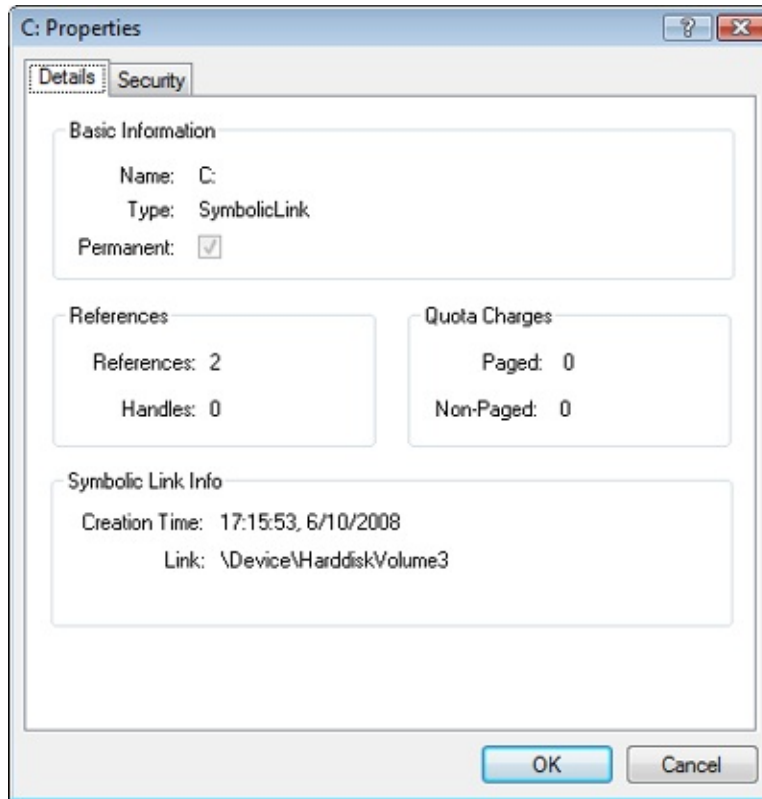 C: Properties
Details Security
Basic Information
Name: C:
Type: SymbolicLink
Permanent:
References
References: 2
Handles: 0
Quota Charges
Paged: 0
Non-Paged: 0
Symbolic Link Info
Creation Time: 17:15:53, 6/10/2008
Link: \Device\HarddiskVolume3
OK Cancel